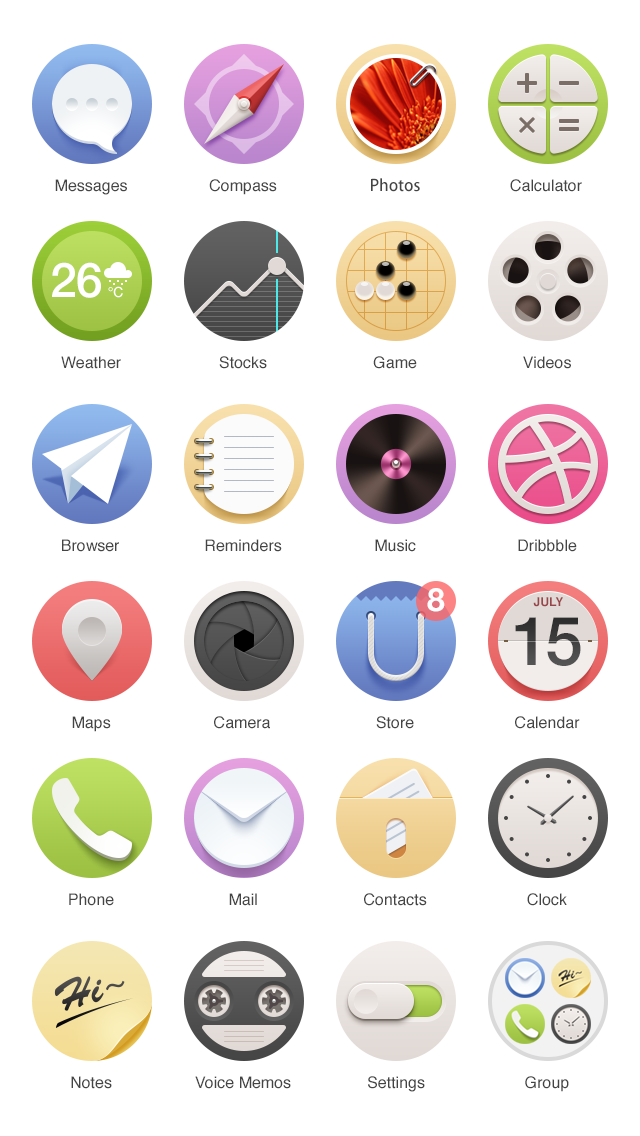 Messages Compass Photos Calculator
26 °C
Weather Stocks Game Videos
Browser Reminders Music Dribbble
8
JULY
15
Maps Camera Store Calendar
Phone Mail Contacts Clock
Hi~
Hi~
Notes Voice Memos Settings Group